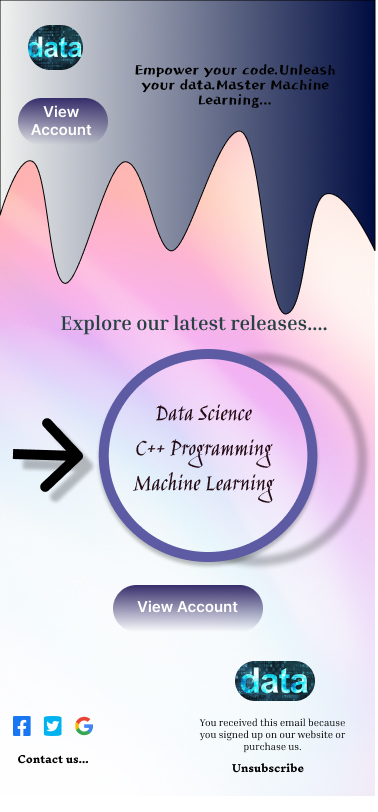 data
Empower your code.Unleash
your data.Master Machine
Learning...
View
Account
Explore our latest releases....
Data Science
C++ Programming
Machine Learning
View Account
data
You received this email because
you signed up on our website or
purchase us.
Contact us...
Unsubscribe